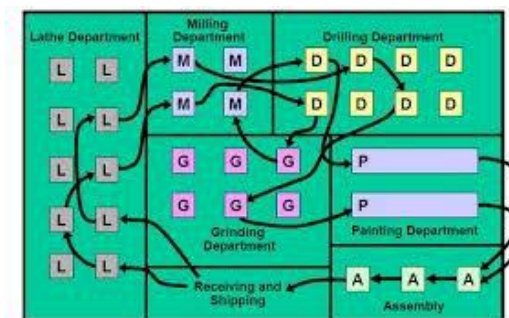 Lathe Department
Milling
Department
Drilling Department
L L
M M
D D D D
L L
M M
D D D D
L L
G G G
P
L L
G G G
P
Grinding
Department
Painting Department
L L
Receiving and
Shipping
A A A
Assembly